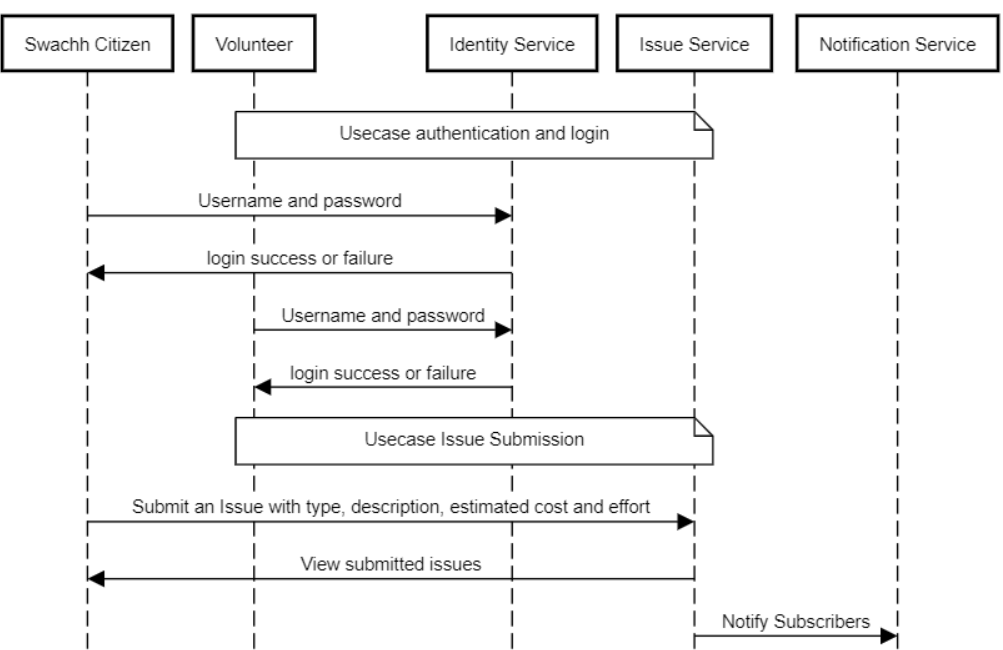 Swachh Citizen
Volunteer
Identity Service
Issue Service
Notification Service
Usecase authentication and login
Username and password
login success or failure
Username and password
login success or failure
Usecase Issue Submission
Submit an Issue with type, description, estimated cost and effort
View submitted issues
Notify Subscribers